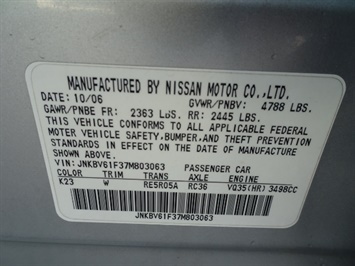 MANUFACTURED BY NISSAN MOTOR CO.,LTD.
DATE: 10/06 GVWR/PNBV: 4788 LBS.
GAWR/PNBE FR: 2363 LBS. RR: 2445 LBS.
THIS VEHICLE CONFORMS TO ALL APPLICABLE FEDERAL
MOTOR VEHICLE SAFETY,BUMPER,AND THEFT PREVENTION
STANDARDS IN EFFECT ON THE DATE OF MANUFACTURE
SHOWN ABOVE.
VIN: JNKBV61F37M803063 PASSENGER CAR
COLOR TRIM TRANS AXLE ENGINE
K23 W RE5R05A RC36 VQ35(HR) 3498CC
JNKBV61F37M803063